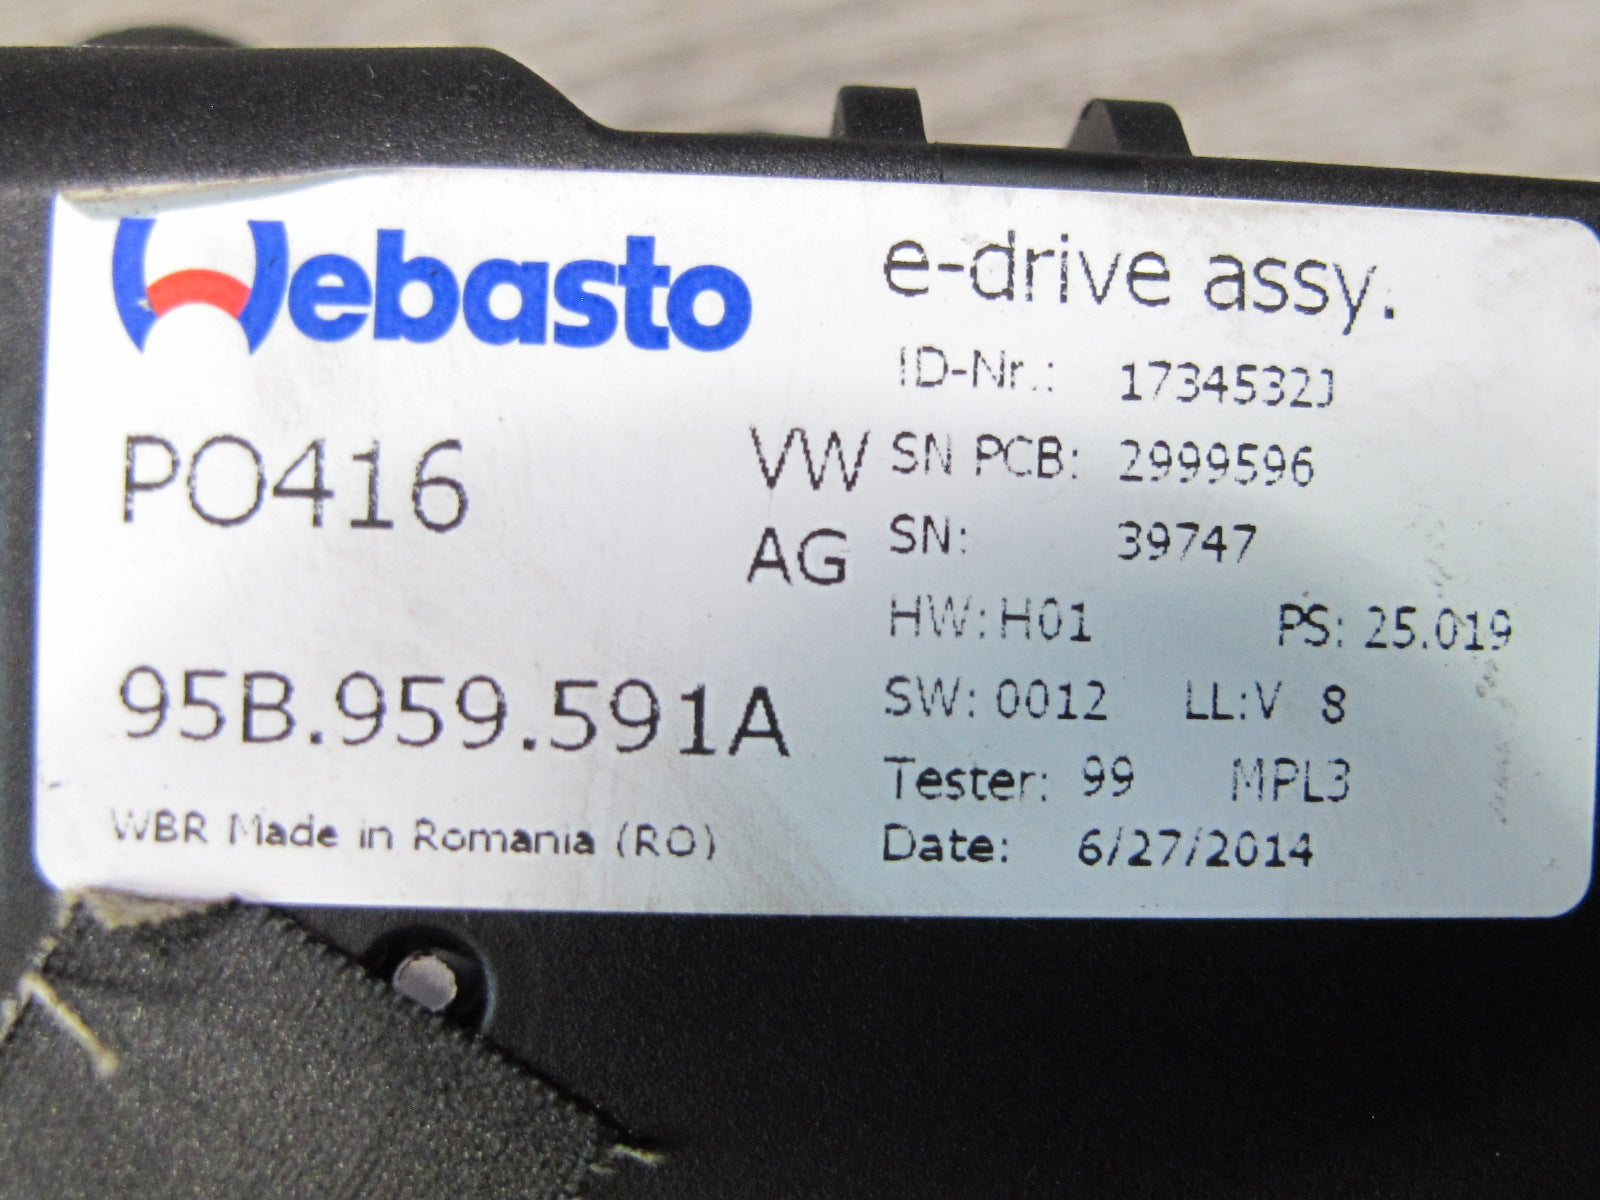 Webasto
PO416
VW
AG
95B.959.591A
WBR Made in Romania (RO)
e-drive assy.
ID-Nr.: 1734532J
SN PCB: 2999596
SN: 39747
HW: H01 PS: 25.019
SW: 0012 LL:V 8
Tester: 99 MPL3
Date: 6/27/2014